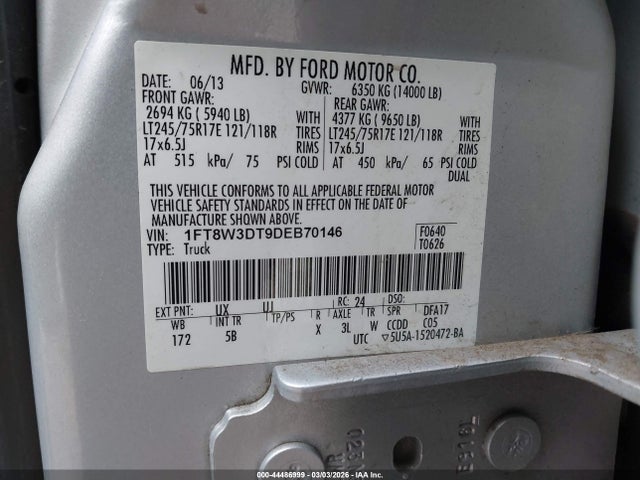 MFD. BY FORD MOTOR CO.
DATE: 06/13 GVWR: 6350 KG (14000 LB)
FRONT GAWR: REAR GAWR:
2694 KG ( 5940 LB) WITH 4377 KG ( 9650 LB) WITH
LT245/75R17E 121/118R TIRES LT245/75R17E 121/118R TIRES
17x6.5J RIMS 17x6.5J RIMS
AT 515 kPa/ 75 PSI COLD AT 450 kPa/ 65 PSI COLD
DUAL
THIS VEHICLE CONFORMS TO ALL APPLICABLE FEDERAL MOTOR
VEHICLE SAFETY STANDARDS IN EFFECT ON THE DATE OF
MANUFACTURE SHOWN ABOVE.
VIN: 1FT8W3DT9DEB70146 F0640
TYPE: Truck T0626
EXT PNT: UX UJ RC: 24 DSO:
WB INT TR TP/PS R AXLE TR SPR DFA17
172 5B X 3L W CCDD C05
UTC ▽5U5A-1520472-BA
000-44486999 - 03/03/2026 - IAAI.COM